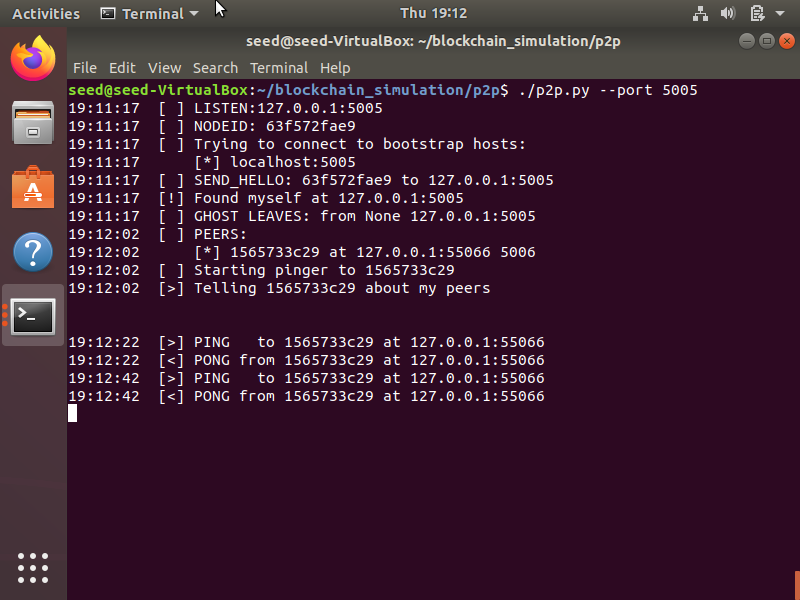 Activities Terminal Thu 19:12
seed@seed-VirtualBox: ~/blockchain_simulation/p2p
File Edit View Search Terminal Help
seed@seed-VirtualBox:~/blockchain_simulation/p2p$ ./p2p.py --port 5005
19:11:17  [ ] LISTEN:127.0.0.1:5005
19:11:17  [ ] NODEID: 63f572fae9
19:11:17  [ ] Trying to connect to bootstrap hosts:
19:11:17      [*] localhost:5005
19:11:17  [ ] SEND_HELLO: 63f572fae9 to 127.0.0.1:5005
19:11:17  [!] Found myself at 127.0.0.1:5005
19:11:17  [ ] GHOST LEAVES: from None 127.0.0.1:5005
19:12:02  [ ] PEERS:
19:12:02      [*] 1565733c29 at 127.0.0.1:55066 5006
19:12:02  [ ] Starting pinger to 1565733c29
19:12:02  [>] Telling 1565733c29 about my peers
19:12:22  [>] PING   to 1565733c29 at 127.0.0.1:55066
19:12:22  [<] PONG from 1565733c29 at 127.0.0.1:55066
19:12:42  [>] PING   to 1565733c29 at 127.0.0.1:55066
19:12:42  [<] PONG from 1565733c29 at 127.0.0.1:55066